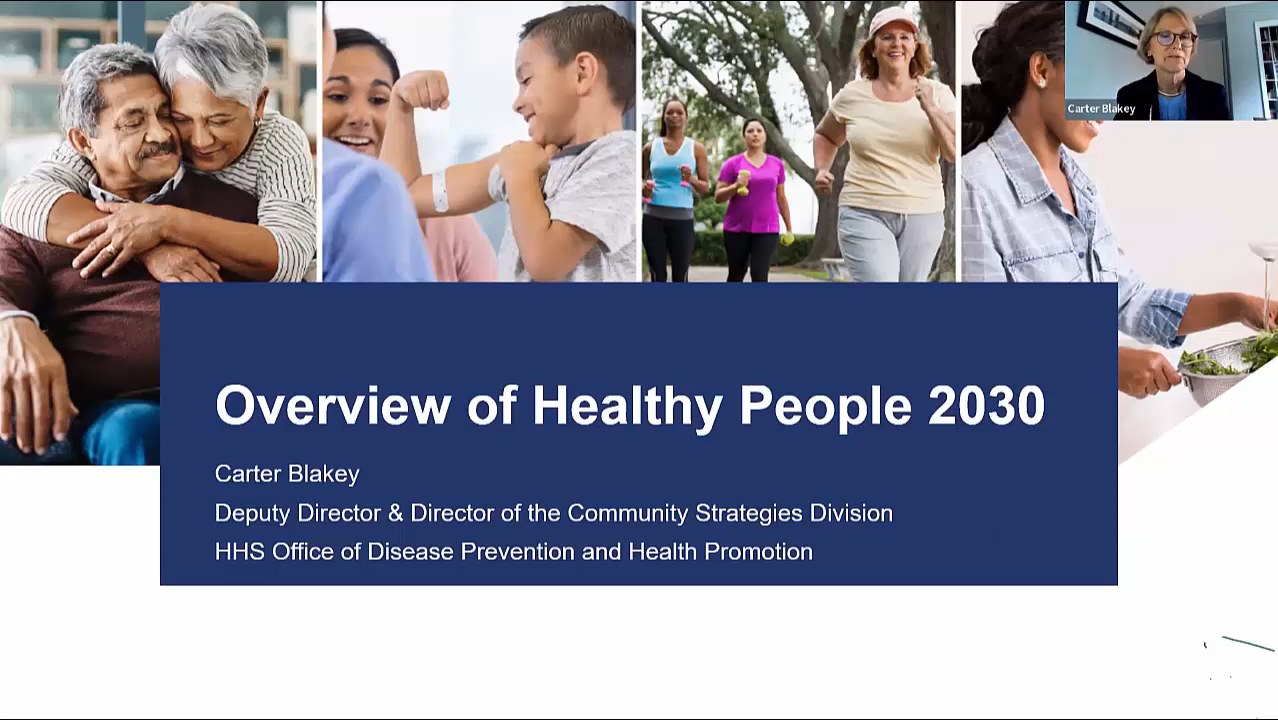 Carter Blakey
Overview of Healthy People 2030
Carter Blakey
Deputy Director & Director of the Community Strategies Division
HHS Office of Disease Prevention and Health Promotion